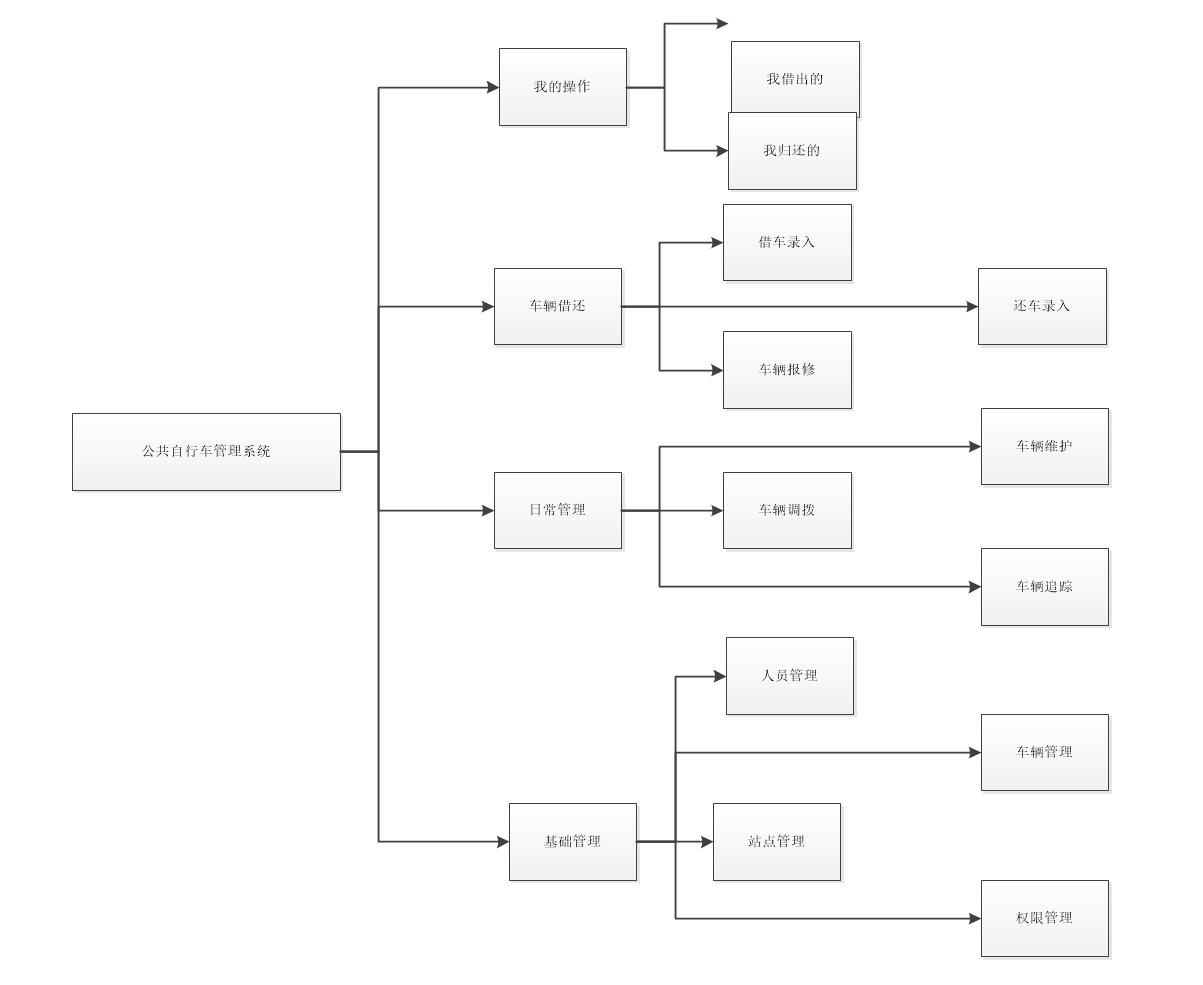 我的操作
我借出的
我归还的
借车录入
车辆借还
还车录入
车辆报修
公共自行车管理系统
车辆维护
日常管理
车辆调拨
车辆追踪
人员管理
车辆管理
基础管理
站点管理
权限管理